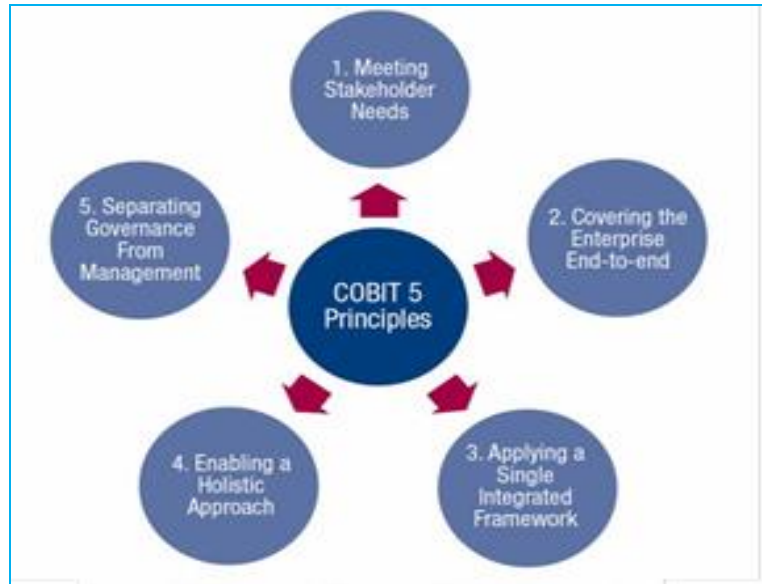 1. Meeting
Stakeholder
Needs
2. Covering the
Enterprise
End-to-end
3. Applying a
Single
Integrated
Framework
4. Enabling a
Holistic
Approach
5. Separating
Governance
From
Management
COBIT 5
Principles